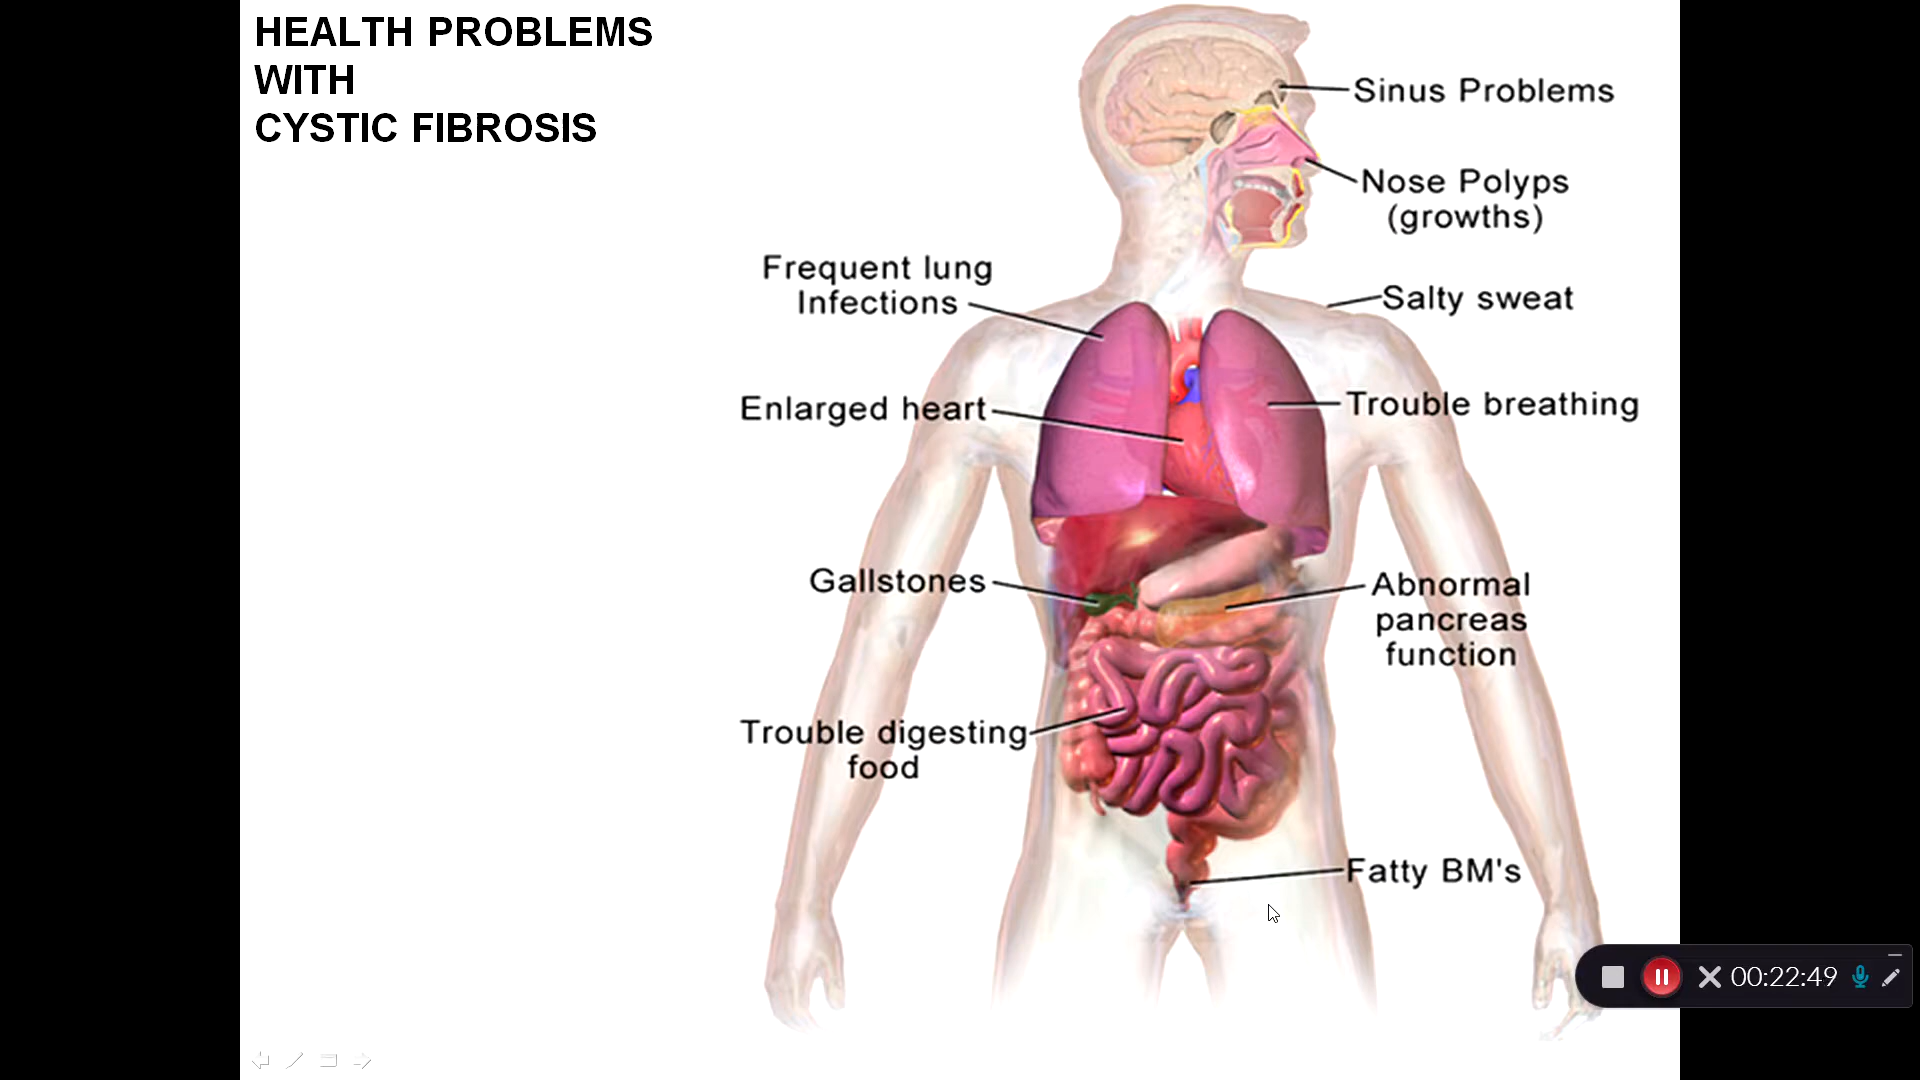 HEALTH PROBLEMS
WITH
CYSTIC FIBROSIS
Sinus Problems
Nose Polyps
(growths)
Frequent lung
Infections
Salty sweat
Enlarged heart
Trouble breathing
Gallstones
Abnormal
pancreas
function
Trouble digesting
food
Fatty BM's
00:22:49